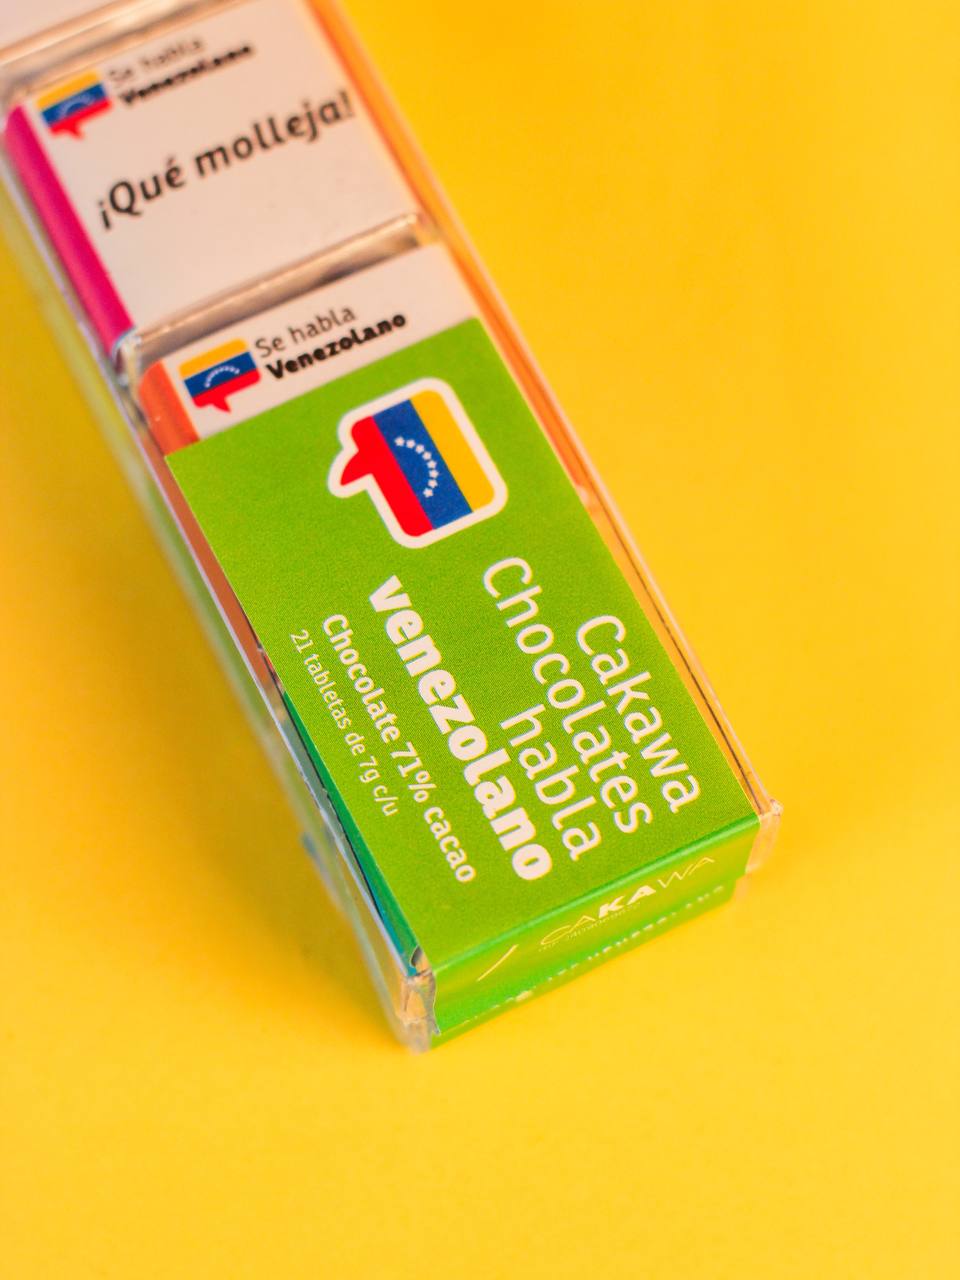 Se habla
Venezolano
¡Qué molleja!
Se habla
Venezolano
Cakawa
Chocolates
habla
venezolano
Chocolate 71% cacao
21 tabletas de 7g c/u
CAKAWA